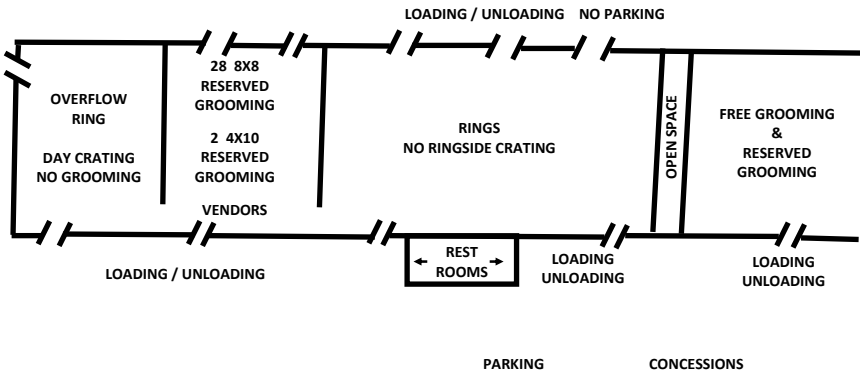 LOADING / UNLOADING NO PARKING
28 8X8
RESERVED
GROOMING
2 4X10
RESERVED
GROOMING
VENDORS
OVERFLOW
RING
DAY CRATING
NO GROOMING
RINGS
NO RINGSIDE CRATING
OPEN SPACE
FREE GROOMING
&
RESERVED
GROOMING
REST
ROOMS
LOADING / UNLOADING
LOADING
UNLOADING
LOADING
UNLOADING
PARKING
CONCESSIONS